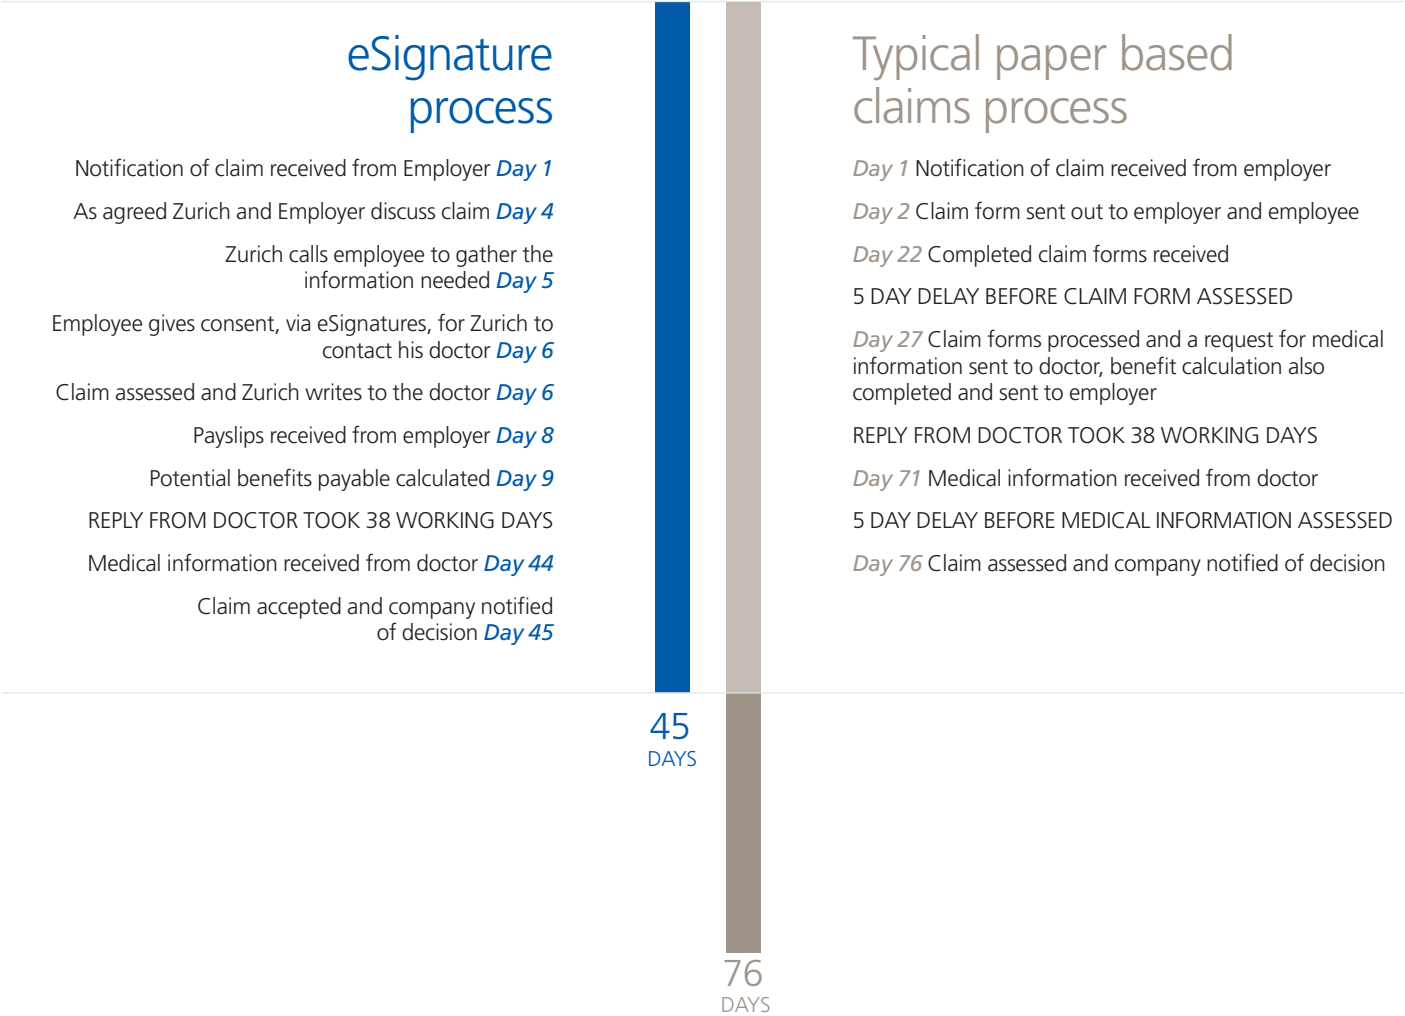 eSignature
process
Notification of claim received from Employer Day 1
As agreed Zurich and Employer discuss claim Day 4
Zurich calls employee to gather the
information needed Day 5
Employee gives consent, via eSignatures, for Zurich to
contact his doctor Day 6
Claim assessed and Zurich writes to the doctor Day 6
Payslips received from employer Day 8
Potential benefits payable calculated Day 9
REPLY FROM DOCTOR TOOK 38 WORKING DAYS
Medical information received from doctor Day 44
Claim accepted and company notified
of decision Day 45
45
DAYS
Typical paper based
claims process
Day 1 Notification of claim received from employer
Day 2 Claim form sent out to employer and employee
Day 22 Completed claim forms received
5 DAY DELAY BEFORE CLAIM FORM ASSESSED
Day 27 Claim forms processed and a request for medical
information sent to doctor, benefit calculation also
completed and sent to employer
REPLY FROM DOCTOR TOOK 38 WORKING DAYS
Day 71 Medical information received from doctor
5 DAY DELAY BEFORE MEDICAL INFORMATION ASSESSED
Day 76 Claim assessed and company notified of decision
76
DAYS